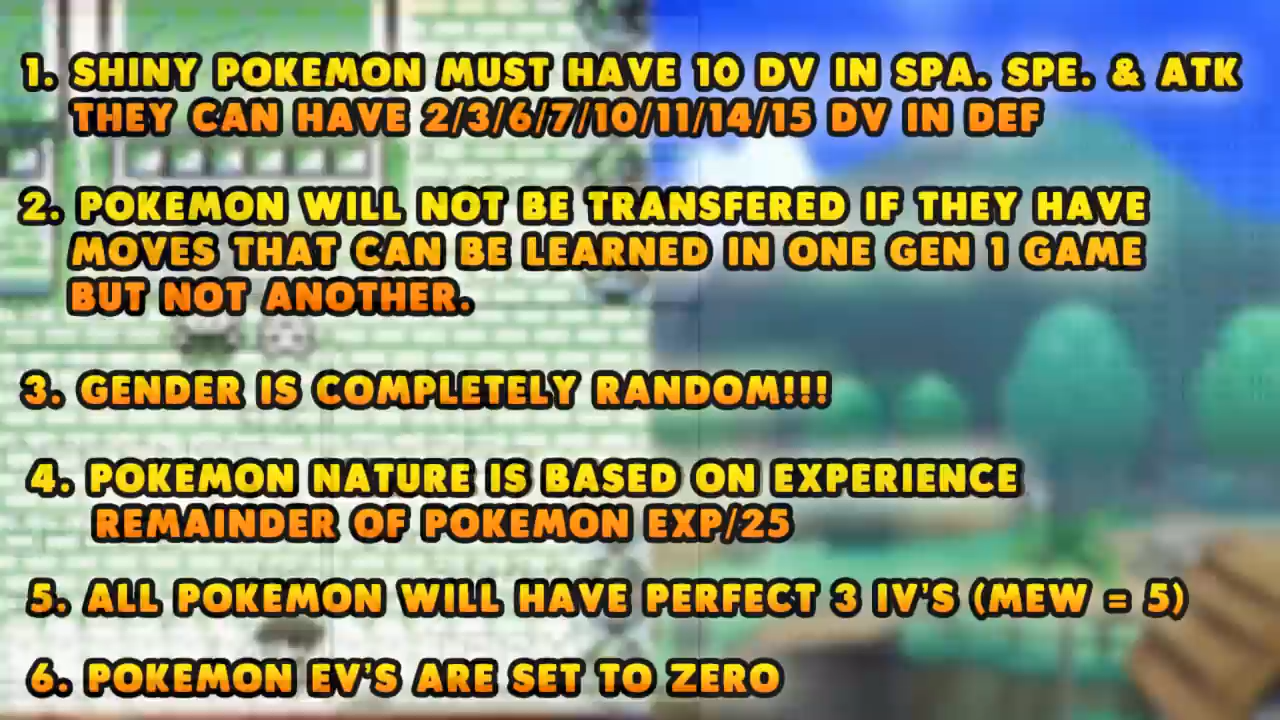 1. SHINY POKEMON MUST HAVE 10 DV IN SPA. SPE. & ATK
THEY CAN HAVE 2/3/6/7/10/11/14/15 DV IN DEF
2. POKEMON WILL NOT BE TRANSFERED IF THEY HAVE
MOVES THAT CAN BE LEARNED IN ONE GEN 1 GAME
BUT NOT ANOTHER.
3. GENDER IS COMPLETELY RANDOM!!!
4. POKEMON NATURE IS BASED ON EXPERIENCE
REMAINDER OF POKEMON EXP/25
5. ALL POKEMON WILL HAVE PERFECT 3 IV'S (MEW = 5)
6. POKEMON EV'S ARE SET TO ZERO